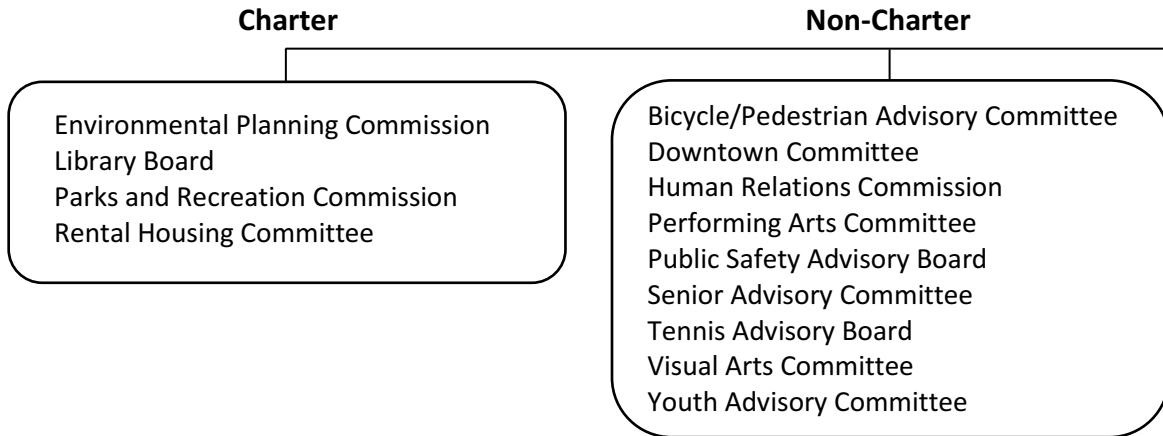 Charter
Environmental Planning Commission
Library Board
Parks and Recreation Commission
Rental Housing Committee
Non-Charter
Bicycle/Pedestrian Advisory Committee
Downtown Committee
Human Relations Commission
Performing Arts Committee
Public Safety Advisory Board
Senior Advisory Committee
Tennis Advisory Board
Visual Arts Committee
Youth Advisory Committee